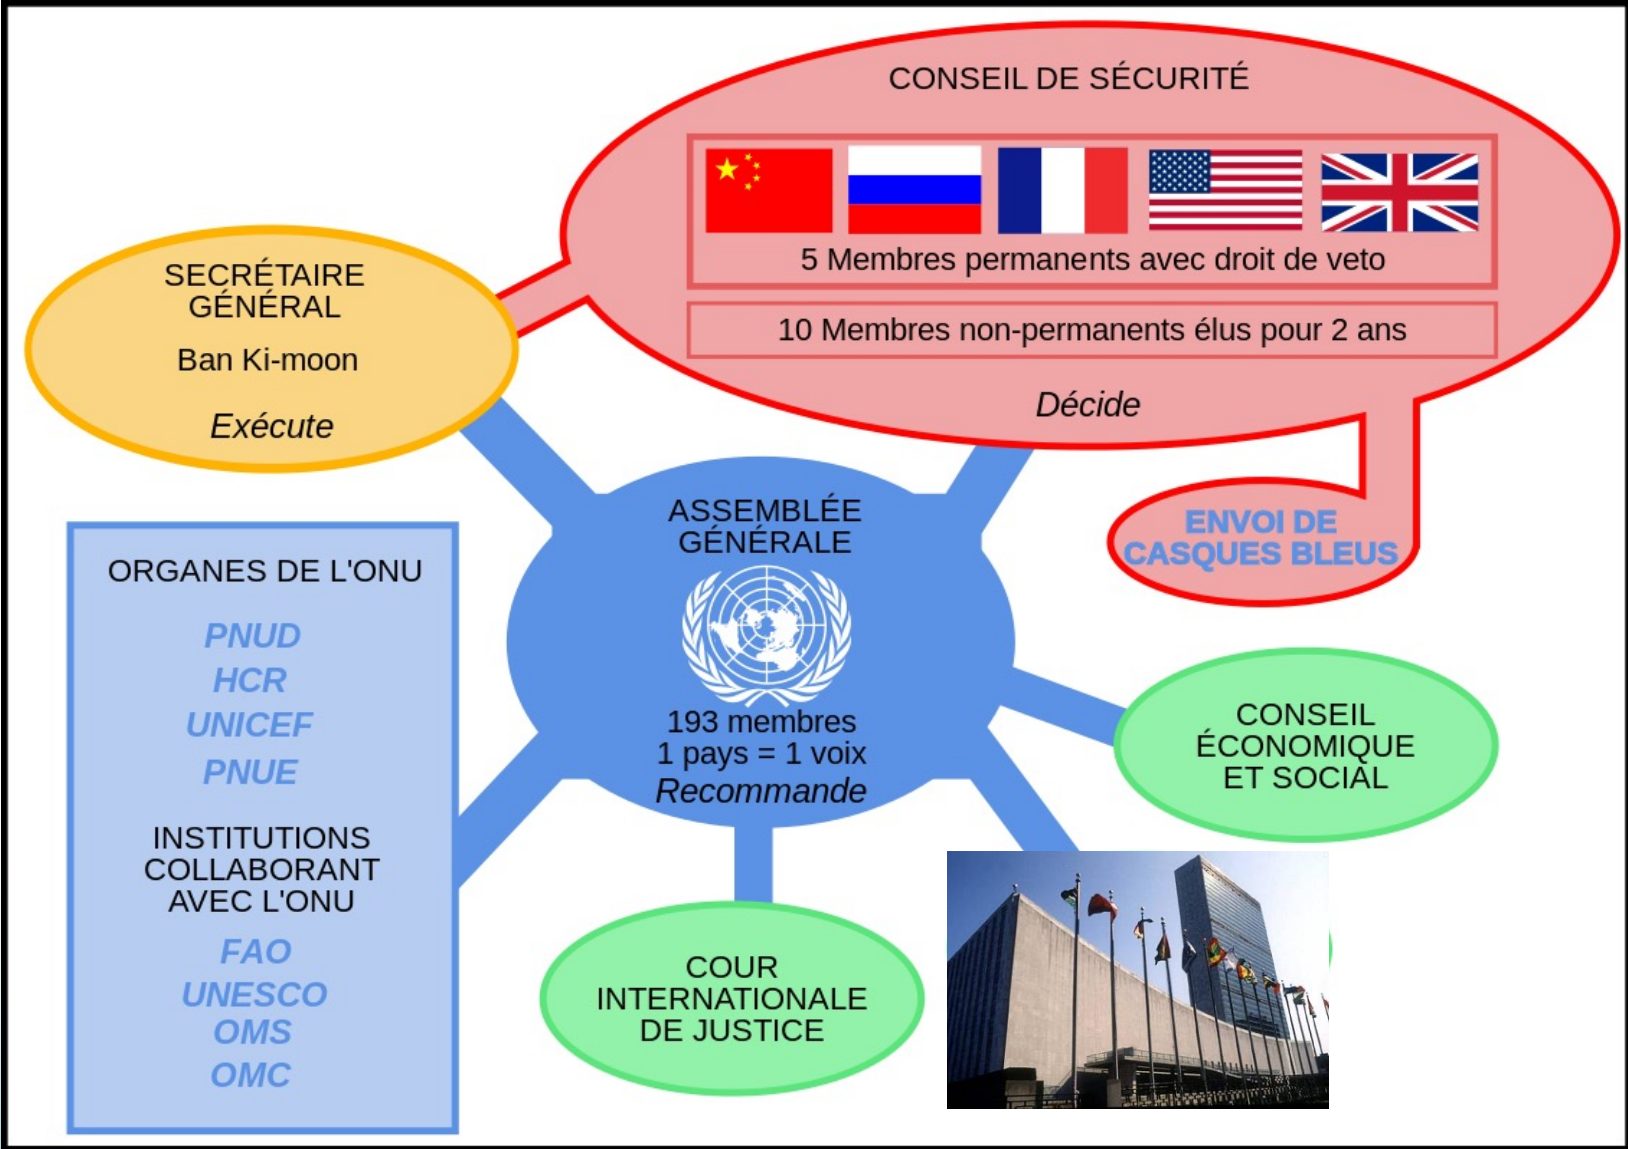 CONSEIL DE SÉCURITÉ
5 Membres permanents avec droit de veto
10 Membres non-permanents élus pour 2 ans
Décide
SECRÉTAIRE
GÉNÉRAL
Ban Ki-moon
Exécute
ENVOI DE
CASQUES BLEUS
ASSEMBLÉE
GÉNÉRALE
193 membres
1 pays = 1 voix
Recommande
ORGANES DE L'ONU
PNUD
HCR
UNICEF
PNUE
INSTITUTIONS
COLLABORANT
AVEC L'ONU
FAO
UNESCO
OMS
OMC
CONSEIL
ÉCONOMIQUE
ET SOCIAL
COUR
INTERNATIONALE
DE JUSTICE